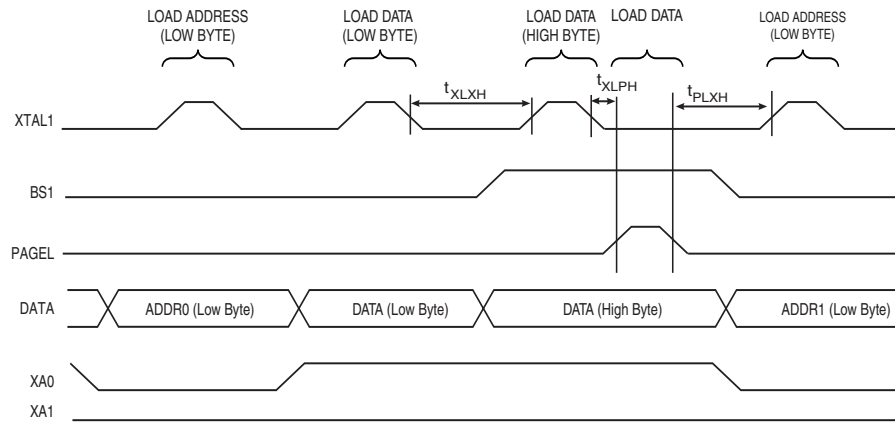 LOAD ADDRESS
(LOW BYTE)
LOAD DATA
(LOW BYTE)
LOAD DATA
(HIGH BYTE)
LOAD DATA
LOAD ADDRESS
(LOW BYTE)
tXLXH
tXLPH
tPLXH
XTAL1
BS1
PAGEL
DATA
ADDR0 (Low Byte)
DATA (Low Byte)
DATA (High Byte)
ADDR1 (Low Byte)
XA0
XA1